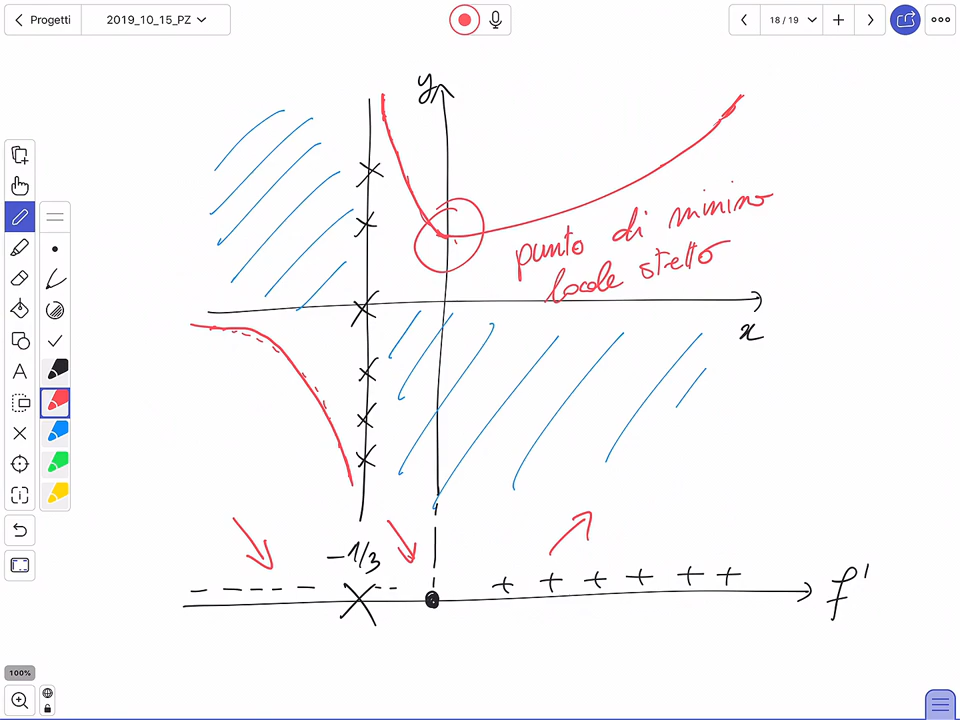 Progetti
2019_10_15_PZ
18 / 19
y
punto di minimo
locale stretto
x
A
-1/3
- - - - - - - + + + + + +
f'
100%